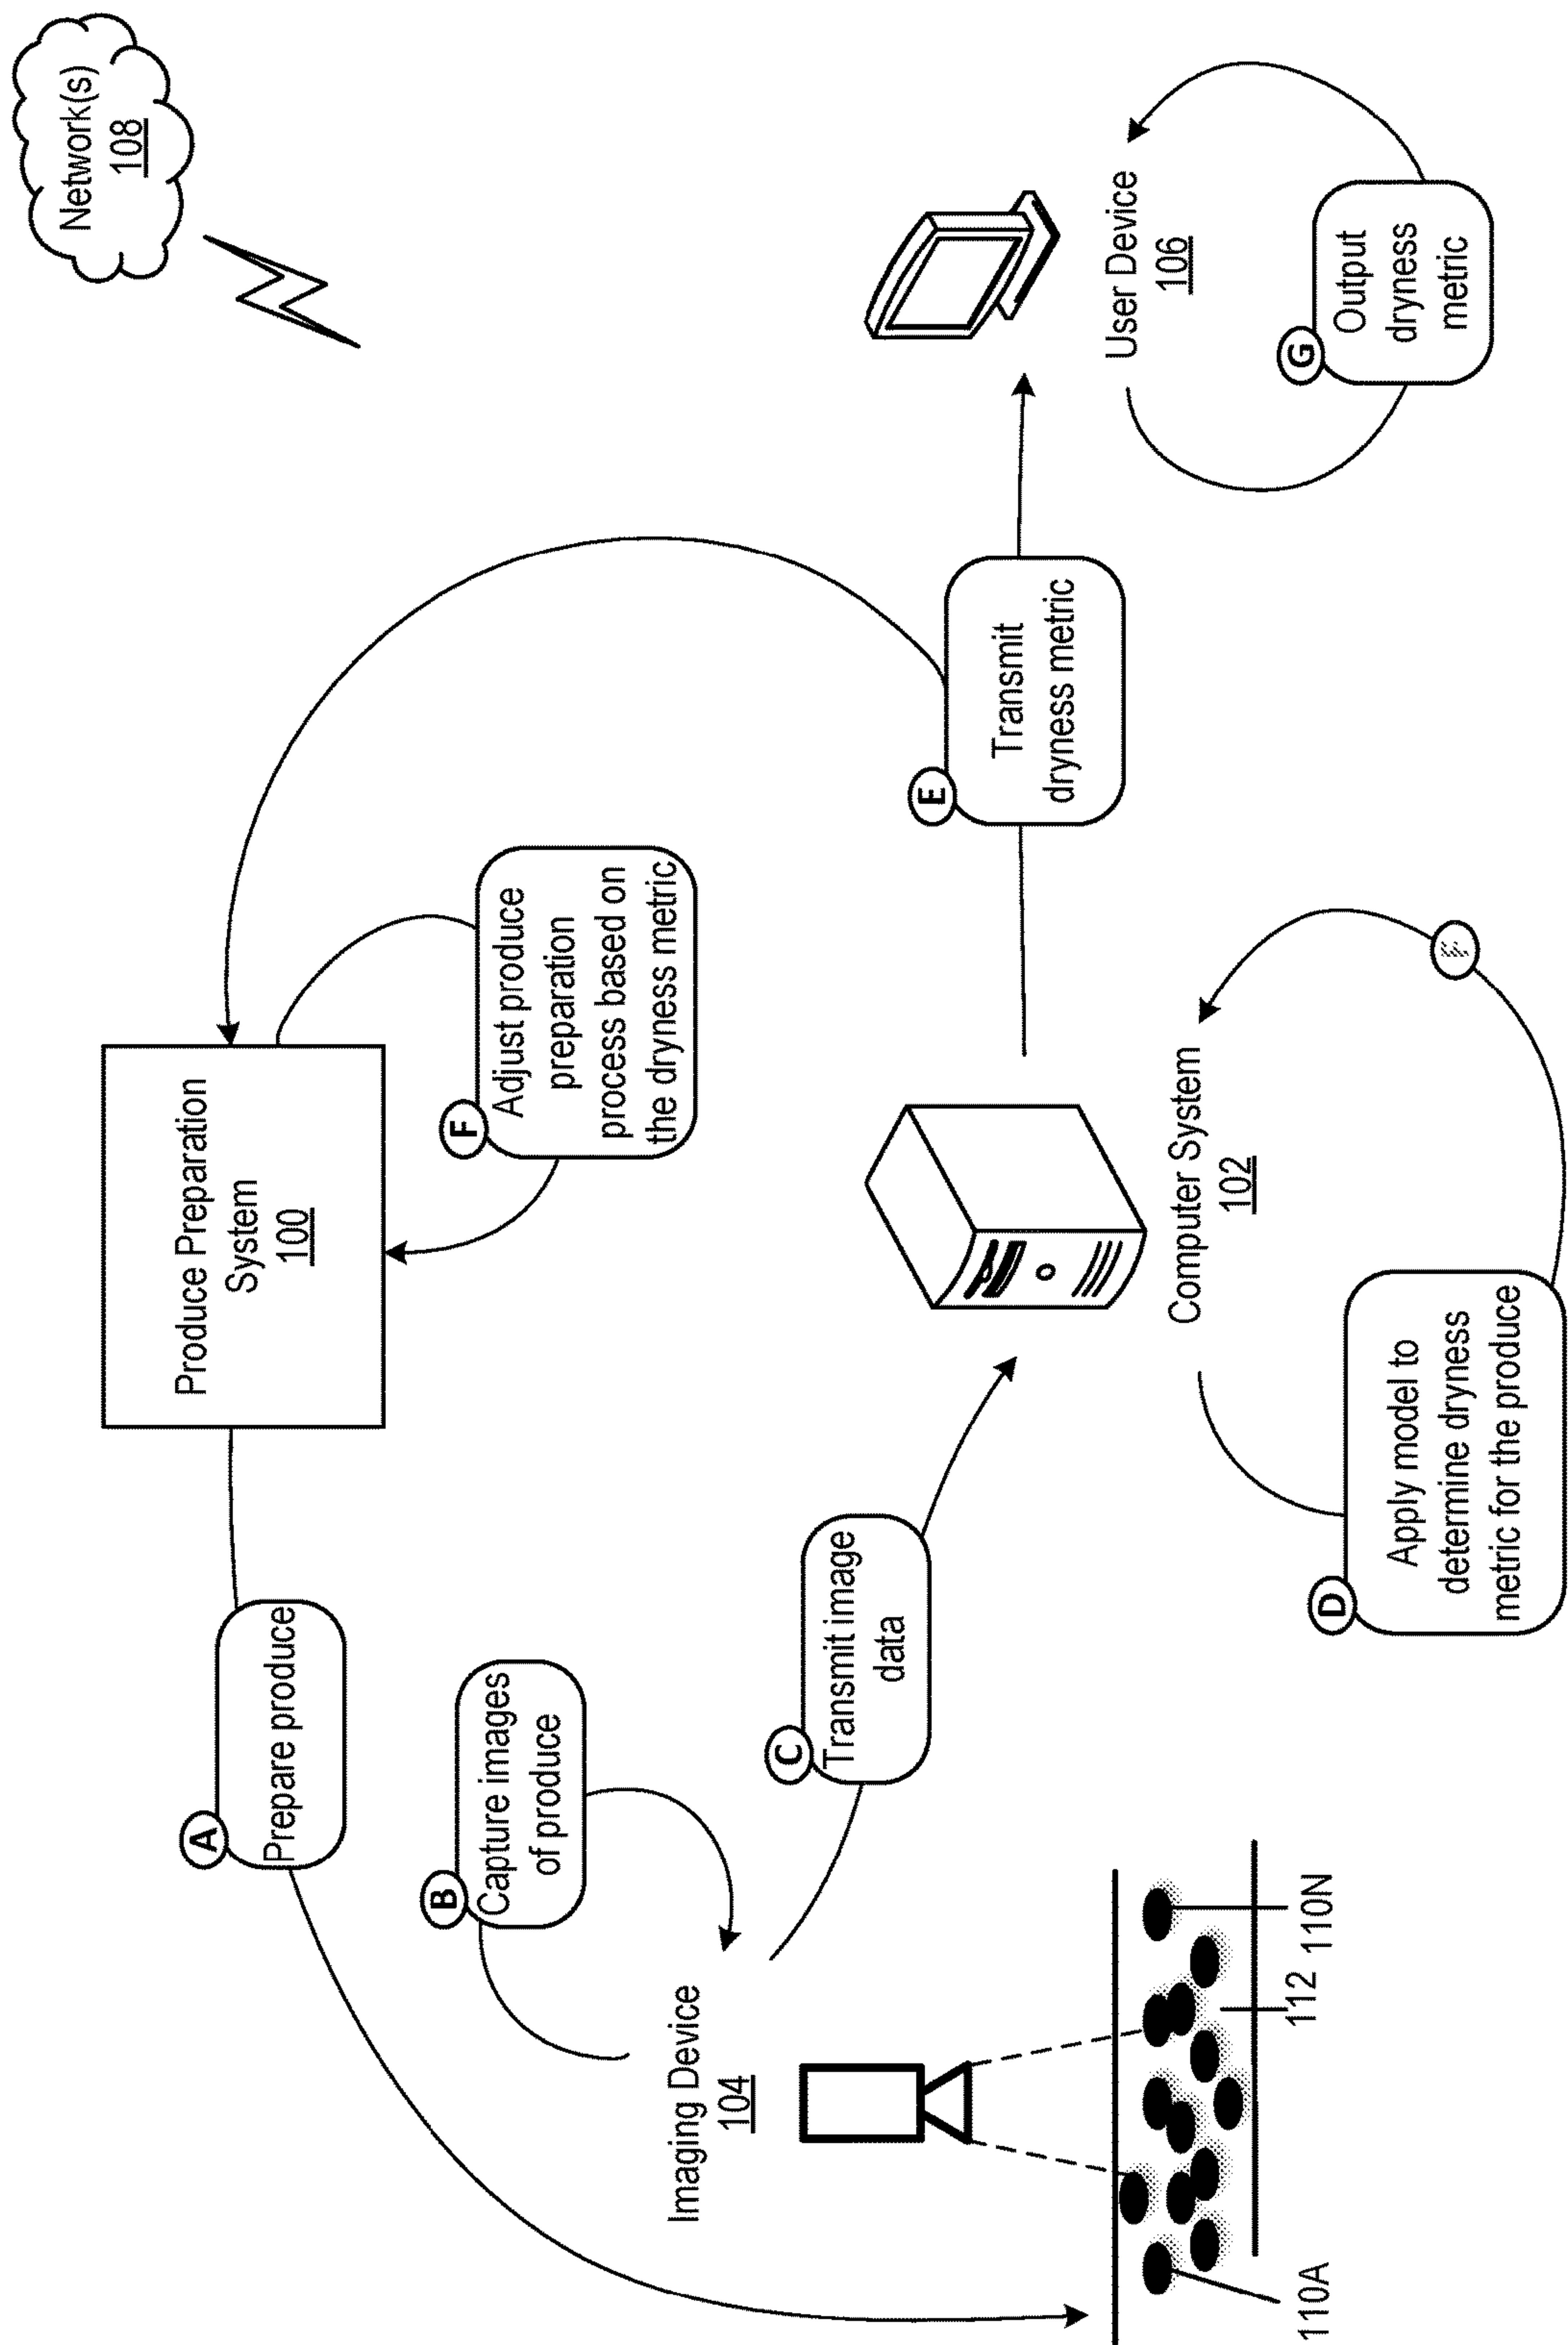 Network(s)
108
Produce Preparation
System
100
A
Prepare produce
F
Adjust produce
preparation
process based on
the dryness metric
B
Capture images
of produce
Imaging Device
104
C
Transmit image
data
Computer System
102
E
Transmit
dryness metric
User Device
106
G
Output
dryness
metric
D
Apply model to
determine dryness
metric for the produce
110A
112
110N